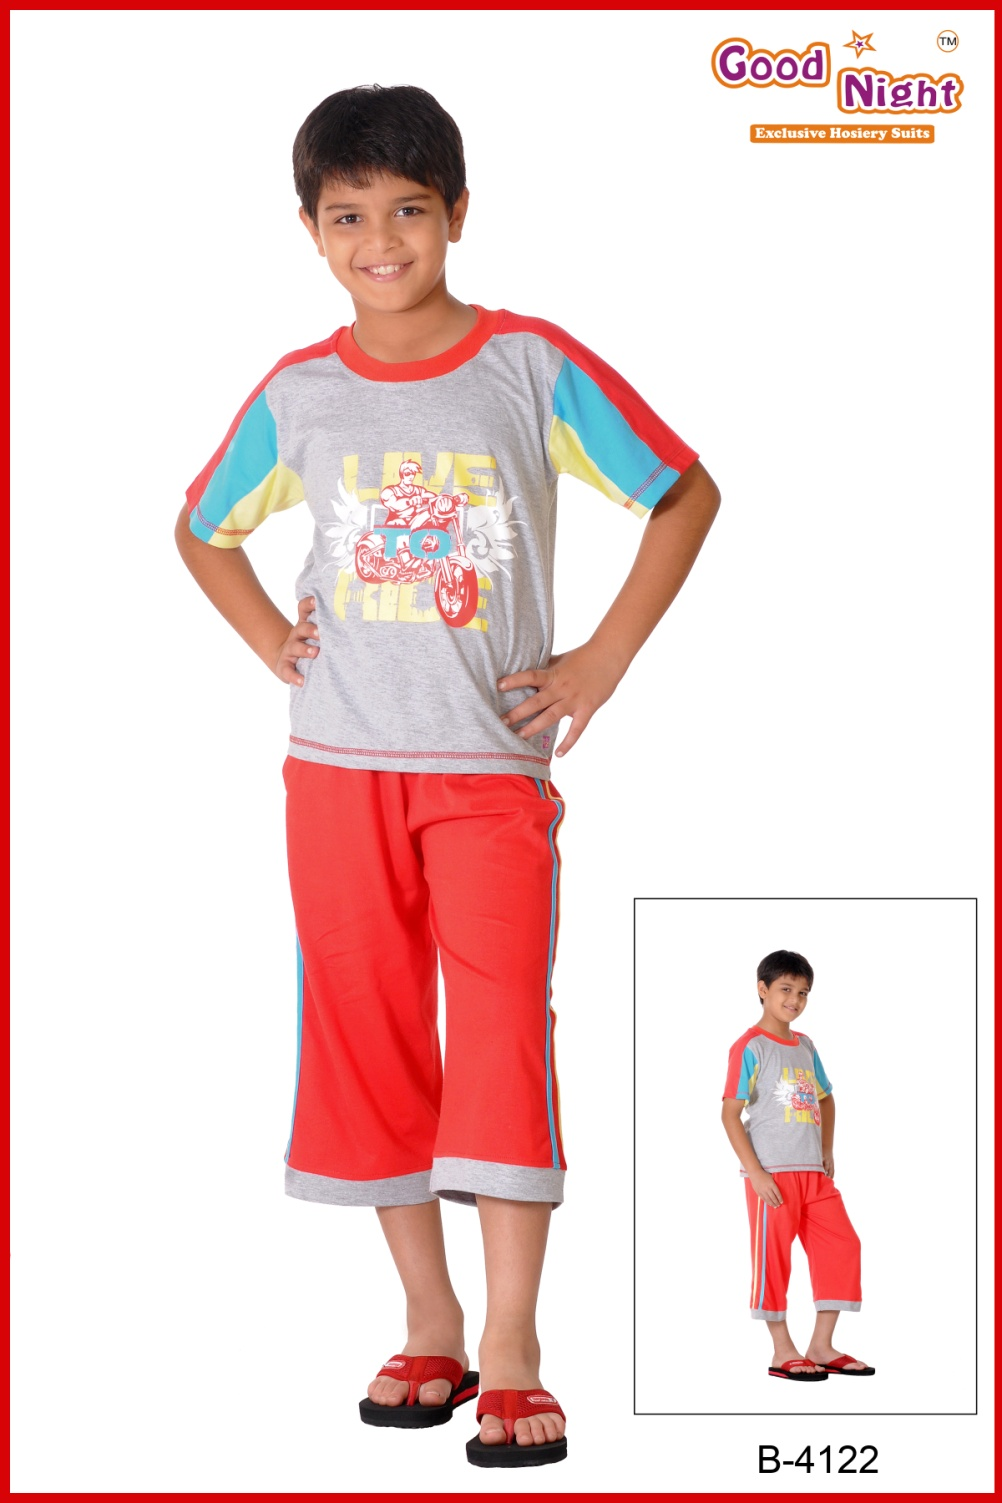 Good
Night
TM
Exclusive Hosiery Suits
LIVE
TO
RIDE
B-4122